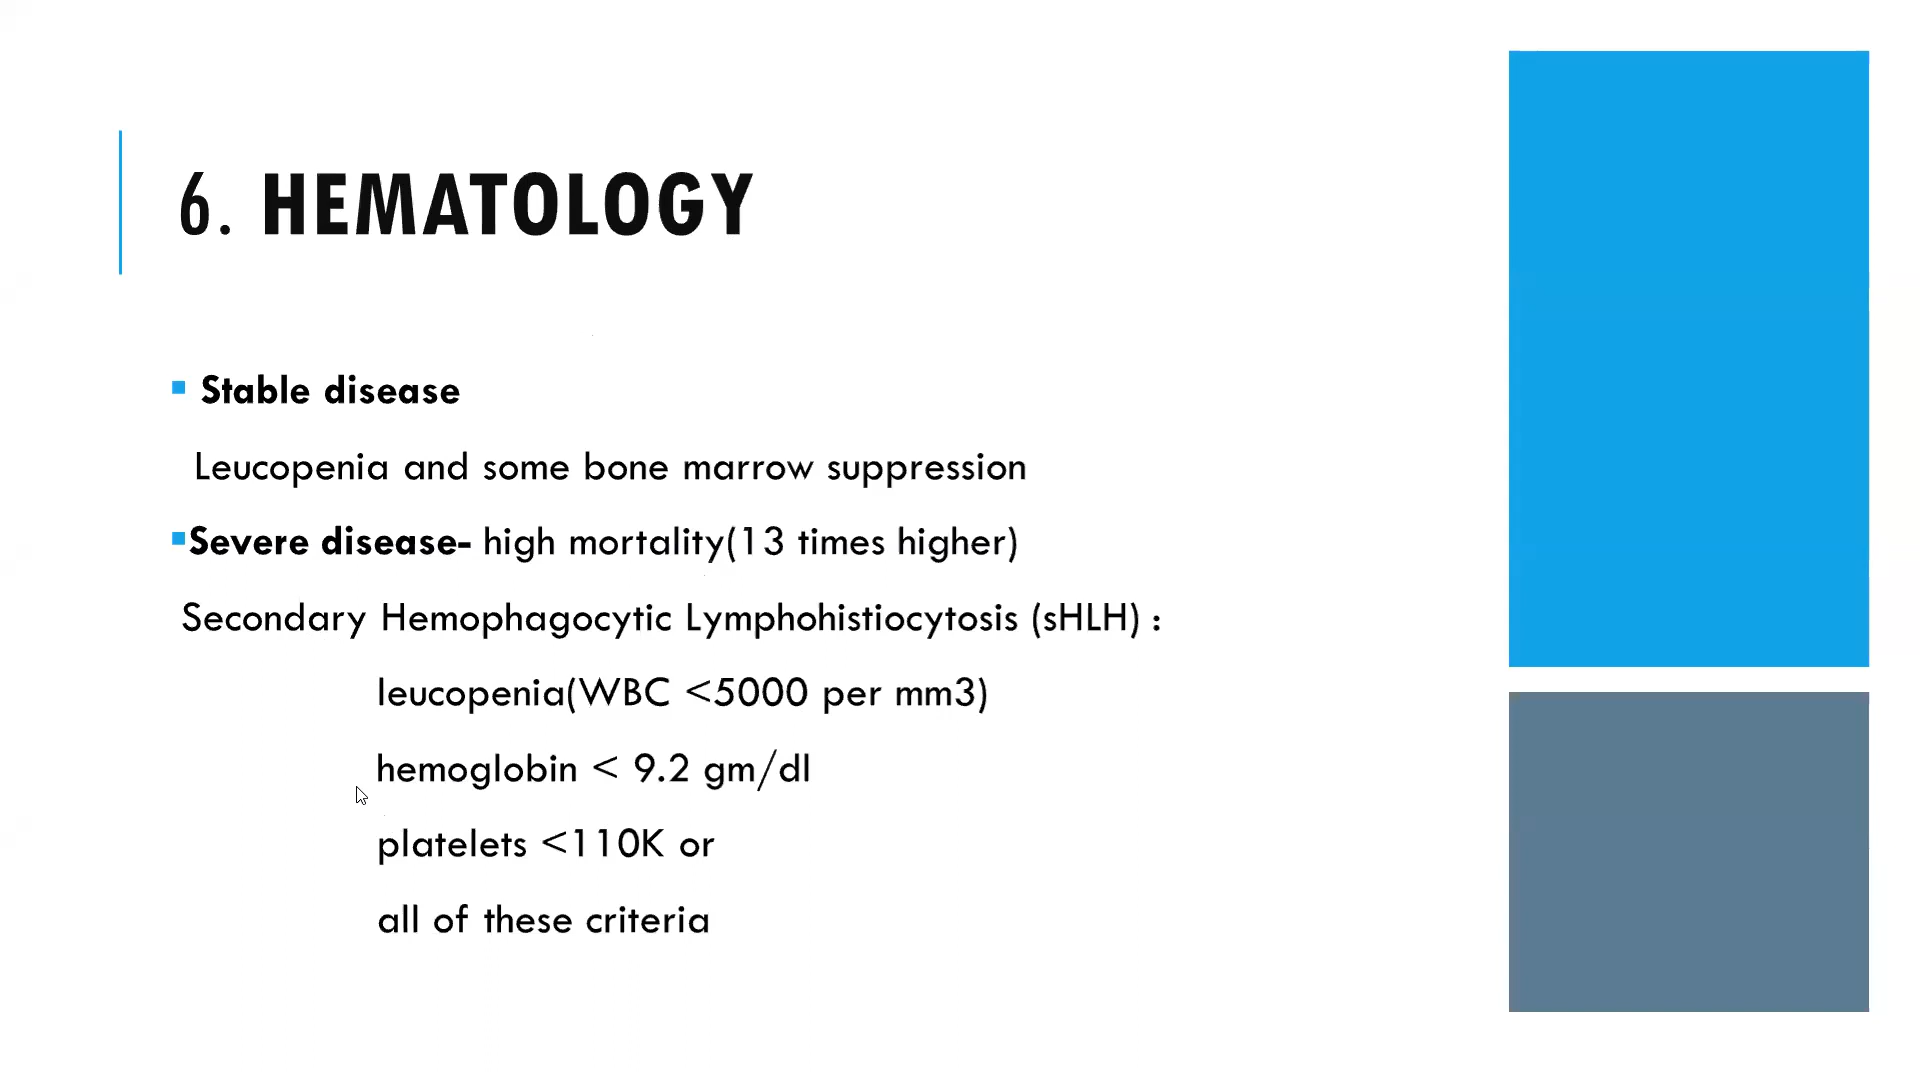 6. HEMATOLOGY
Stable disease
Leucopenia and some bone marrow suppression
Severe disease- high mortality(13 times higher)
Secondary Hemophagocytic Lymphohistiocytosis (sHLH) :
leucopenia(WBC <5000 per mm3)
hemoglobin < 9.2 gm/dl
platelets <110K or
all of these criteria